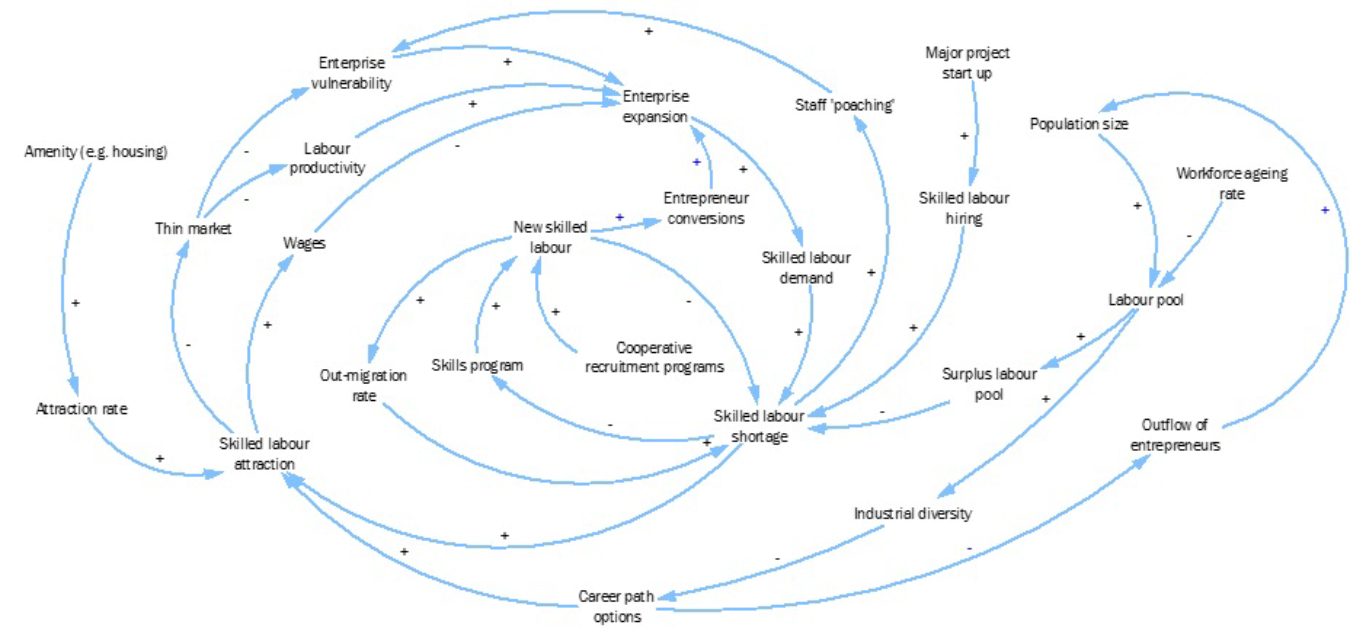 +
Enterprise
vulnerability
+
Major project
start up
Enterprise
expansion
Staff 'poaching'
+
Population size
Amenity (e.g. housing)
-
Labour
productivity
-
+
Workforce ageing
rate
+
+
-
Entrepreneur
conversions
Skilled labour
hiring
+
-
+
Thin market
Wages
New skilled
labour
+
Skilled labour
demand
+
Labour pool
+
+
+
+
-
+
-
+
+
+
Out-migration
rate
Skills program
Cooperative
recruitment programs
Surplus labour
pool
+
Attraction rate
-
+
Skilled labour
shortage
-
Outflow of
entrepreneurs
+
Skilled labour
attraction
Industrial diversity
+
+
-
-
Career path
options